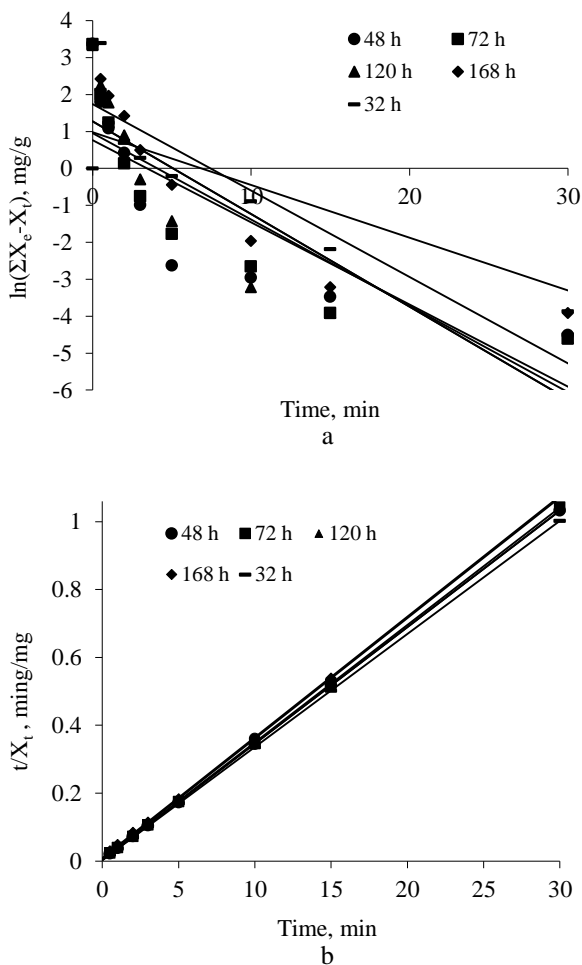 4
3
2
1
0
-1
-2
-3
-4
-5
-6
ln(ΣXe-Xt), mg/g
48 h 72 h
120 h 168 h
32 h
0 10 20 30
Time, min
a
1
0.8
0.6
0.4
0.2
0
t/Xt , ming/mg
48 h 72 h 120 h
168 h 32 h
0 5 10 15 20 25 30
Time, min
b